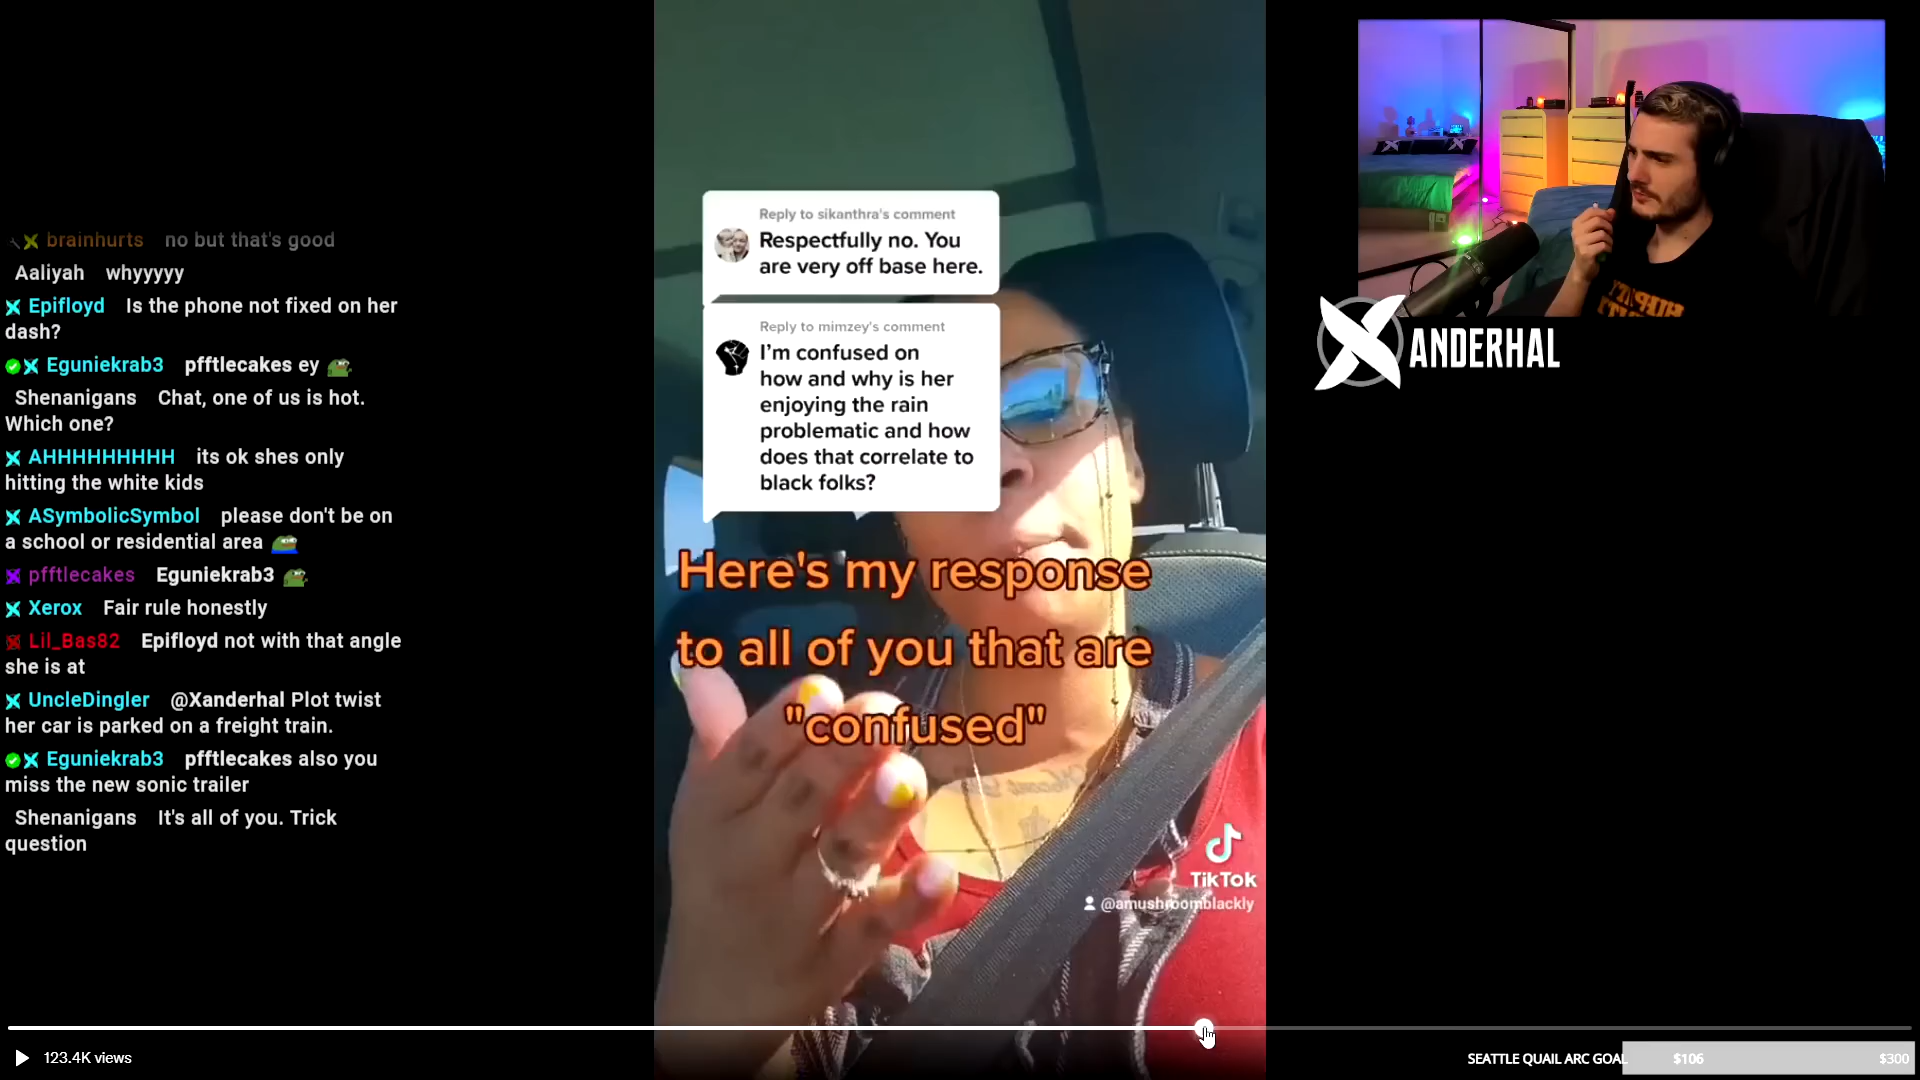 brainhurts no but that's good
Aaliyah whyyyyy
Epifloyd Is the phone not fixed on her
dash?
Eguniekrab3 pfftlecakes ey
Shenanigans Chat, one of us is hot.
Which one?
AHHHHHHHHH its ok shes only
hitting the white kids
ASymbolicSymbol please don't be on
a school or residential area
pfftlecakes Eguniekrab3
Xerox Fair rule honestly
Lil_Bas82 Epifloyd not with that angle
she is at
UncleDingler @Xanderhal Plot twist
her car is parked on a freight train.
Eguniekrab3 pfftlecakes also you
miss the new sonic trailer
Shenanigans It's all of you. Trick
question
Reply to sikanthra's comment
Respectfully no. You
are very off base here.
Reply to mimzey's comment
I'm confused on
how and why is her
enjoying the rain
problematic and how
does that correlate to
black folks?
Here's my response
to all of you that are
"confused"
TikTok
@amushroomblackly
XANDERHAL
123.4K views
SEATTLE QUAIL ARC GOAL $106 $300